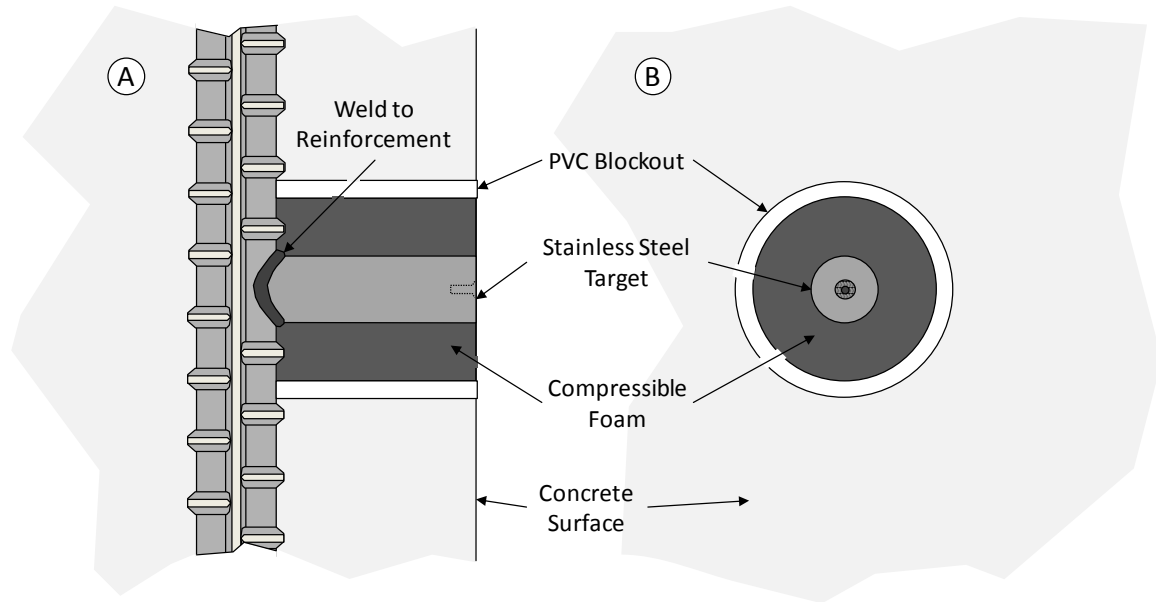 A
B
Weld to
Reinforcement
PVC Blockout
Stainless Steel
Target
Compressible
Foam
Concrete
Surface